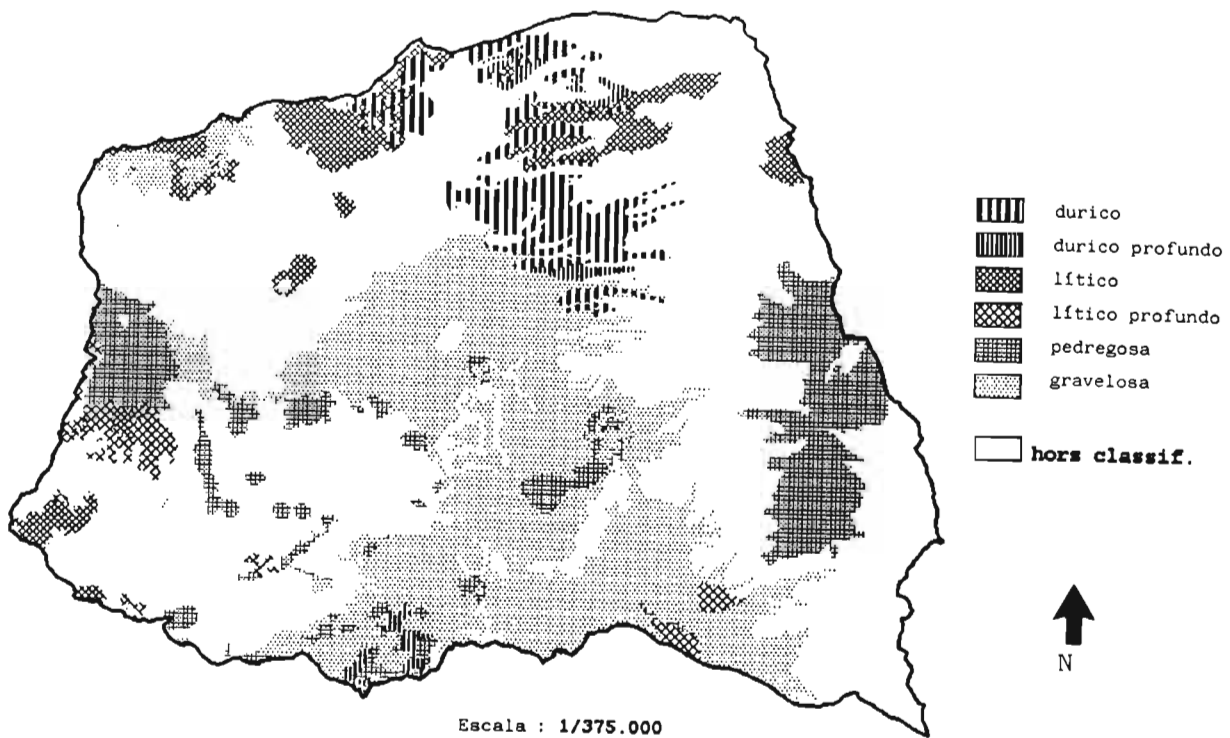 durico
durico profundo
lítico
lítico profundo
pedregosa
gravelosa
hors classif.
N
Escala : 1/375.000